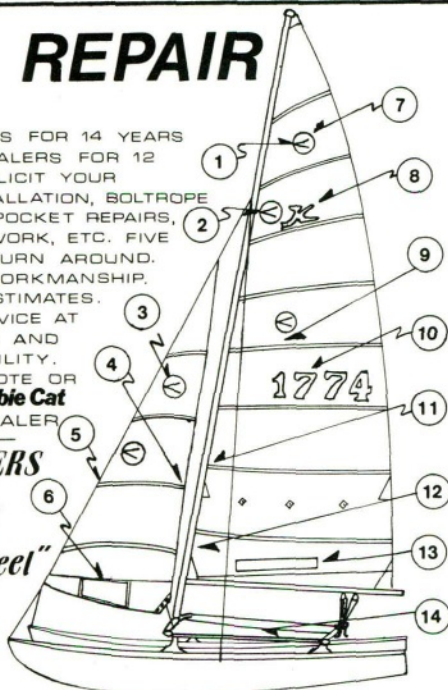 REPAIR
S FOR 14 YEARS
ALERS FOR 12
LICIT YOUR
ALLATION, BOLTROPE
POCKET REPAIRS,
WORK, ETC. FIVE
URN AROUND.
ORKMANSHIP.
STIMATES.
VICE AT
AND
ILITY.
OTE OR
bie Cat
ALER
ERS
eel"
1
2
3
4
5
6
7
8
9
10
1774
11
12
13
14